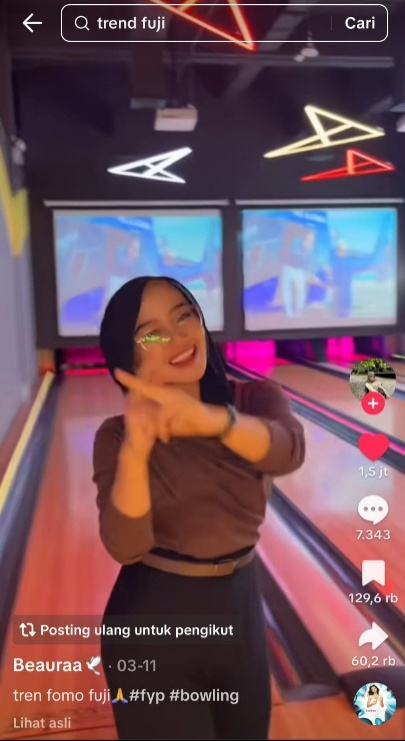 trend fuji
Cari
1,5 jt
7.343
129,6 rb
60,2 rb
Posting ulang untuk pengikut
Beauraa🕊️ · 03-11
tren fomo fuji🙏#fyp #bowling
Lihat asli